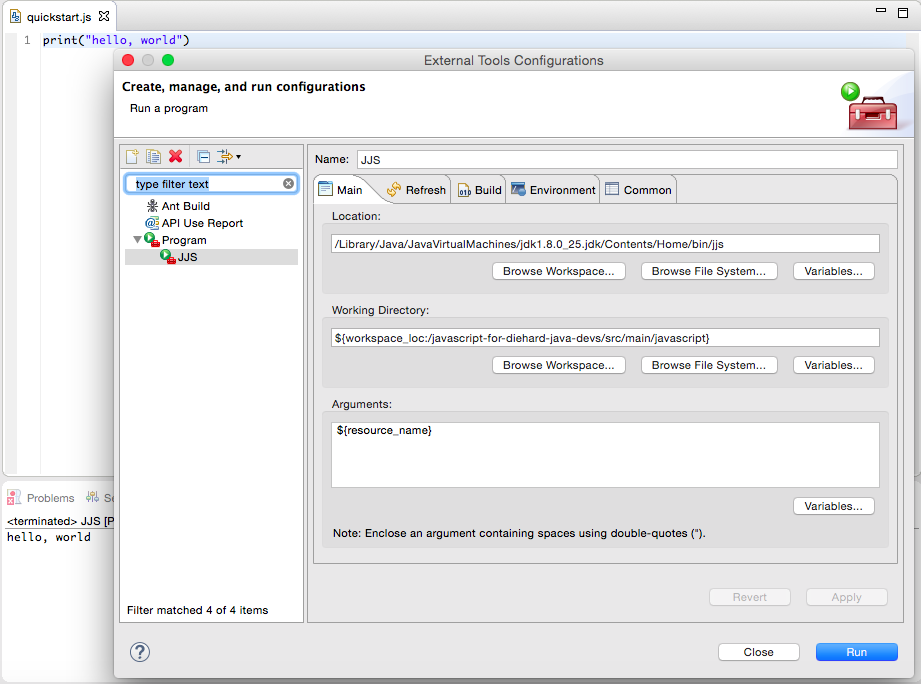 quickstart.js
1 print("hello, world")
External Tools Configurations
Create, manage, and run configurations
Run a program
type filter text
Ant Build
API Use Report
Program
JJS
Filter matched 4 of 4 items
Name: JJS
Main Refresh Build Environment Common
Location:
/Library/Java/JavaVirtualMachines/jdk1.8.0_25.jdk/Contents/Home/bin/jjs
Browse Workspace... Browse File System... Variables...
Working Directory:
${workspace_loc:/javascript-for-diehard-java-devs/src/main/javascript}
Browse Workspace... Browse File System... Variables...
Arguments:
${resource_name}
Variables...
Note: Enclose an argument containing spaces using double-quotes (").
Revert Apply
Close Run
Problems
<terminated> JJS [P
hello, world